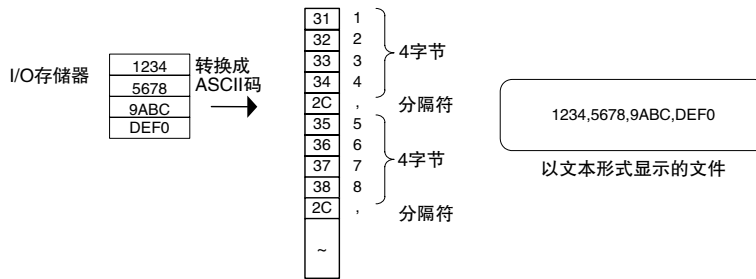 I/O存储器
1234
5678
9ABC
DEF0
转换成
ASCII码
31 1
32 2
33 3
34 4
2C ,
35 5
36 6
37 7
38 8
2C ,
~
4字节
分隔符
4字节
分隔符
1234,5678,9ABC,DEF0
以文本形式显示的文件